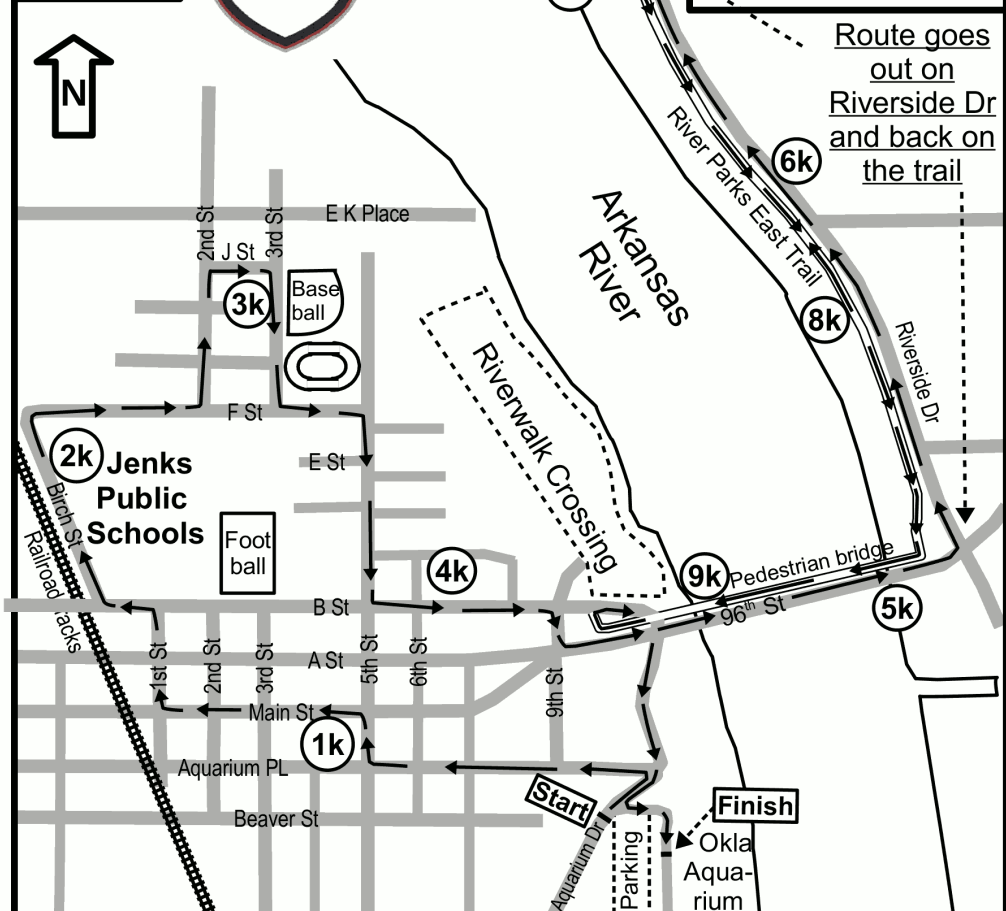 N
Route goes
out on
Riverside Dr
and back on
the trail
6k
River Parks East Trail
Arkansas
River
E K Place
2nd St
3rd St
J St
3k
Base
ball
8k
Riverside Dr
Riverwalk Crossing
F St
2k
Jenks
Public
Schools
E St
Birch St
Railroad Tracks
Foot
ball
4k
9k
Pedestrian bridge
5k
B St
96th St
1st St
2nd St
3rd St
A St
5th St
6th St
9th St
Main St
1k
Aquarium PL
Start
Finish
Beaver St
Aquarium Dr
Parking
Okla
Aqua-
rium